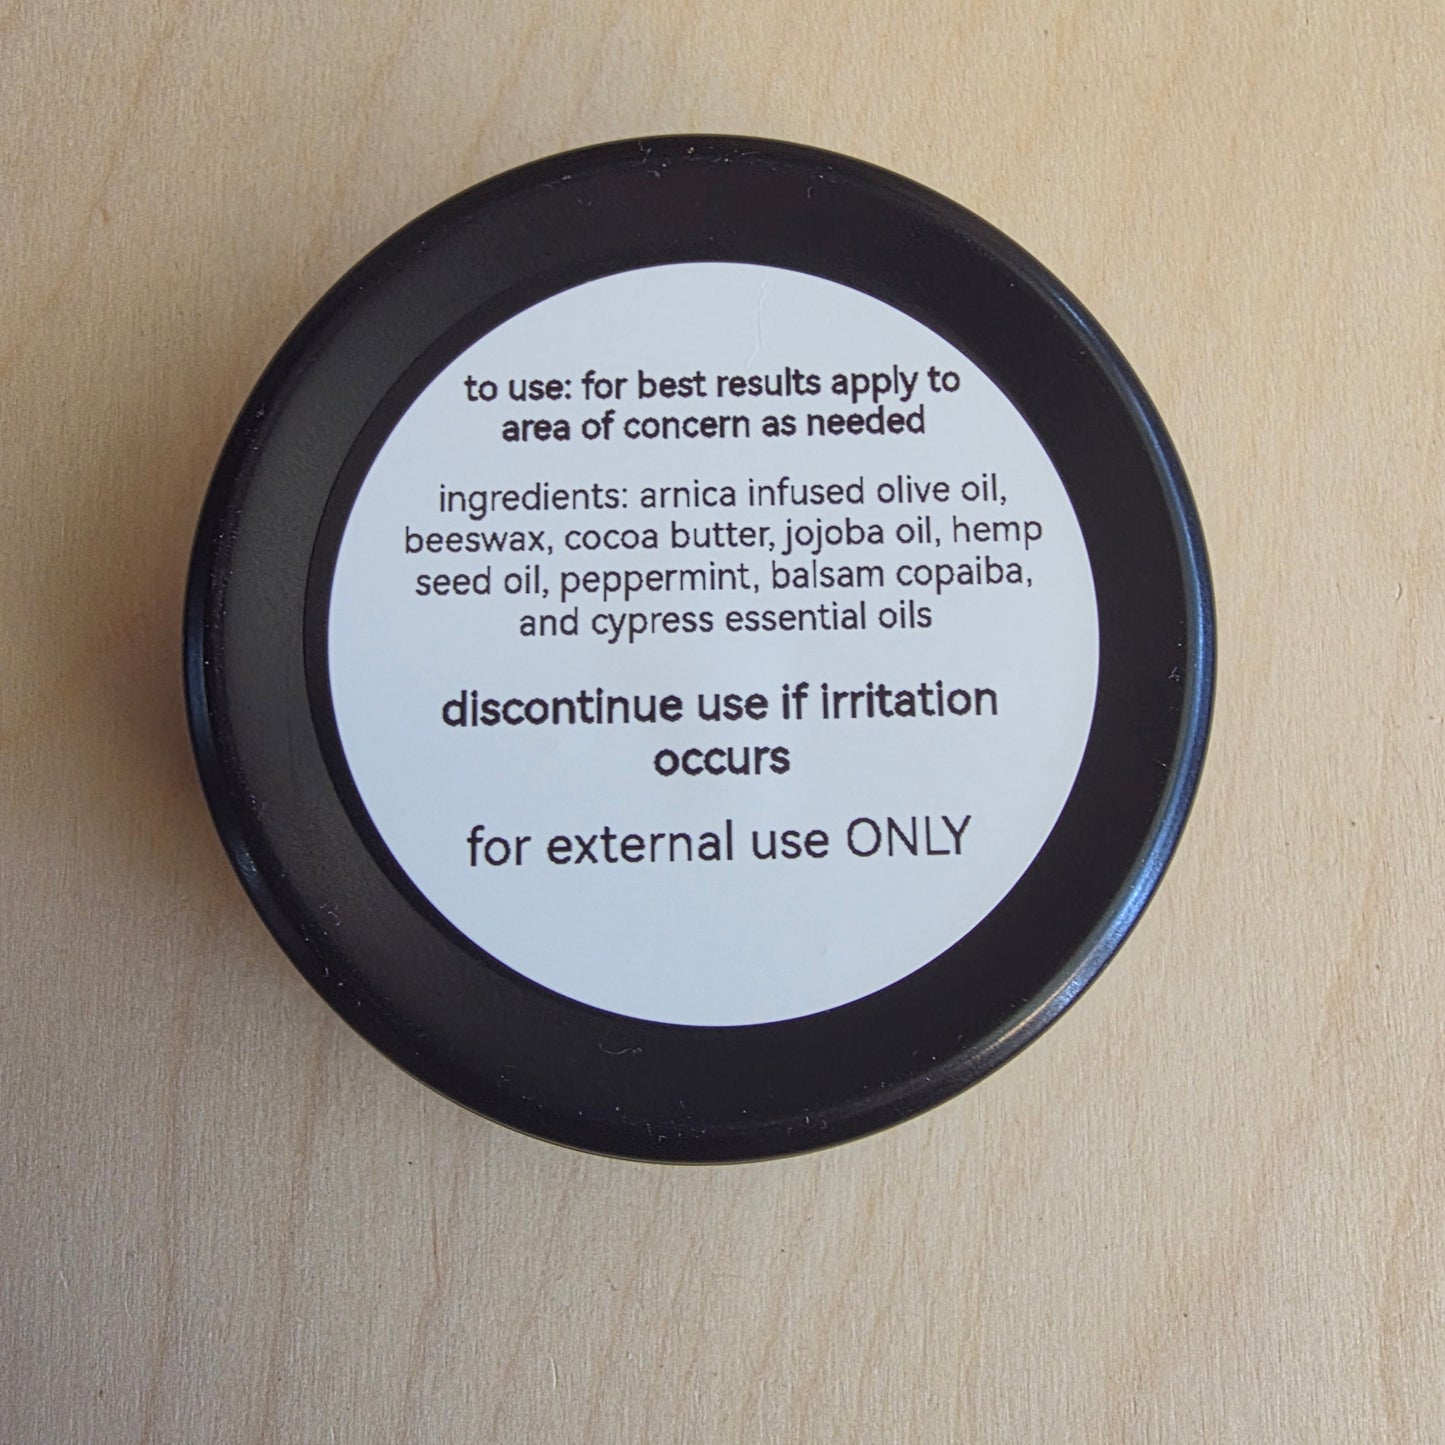 to use: for best results apply to
area of concern as needed
ingredients: arnica infused olive oil,
beeswax, cocoa butter, jojoba oil, hemp
seed oil, peppermint, balsam copaiba,
and cypress essential oils
discontinue use if irritation
occurs
for external use ONLY